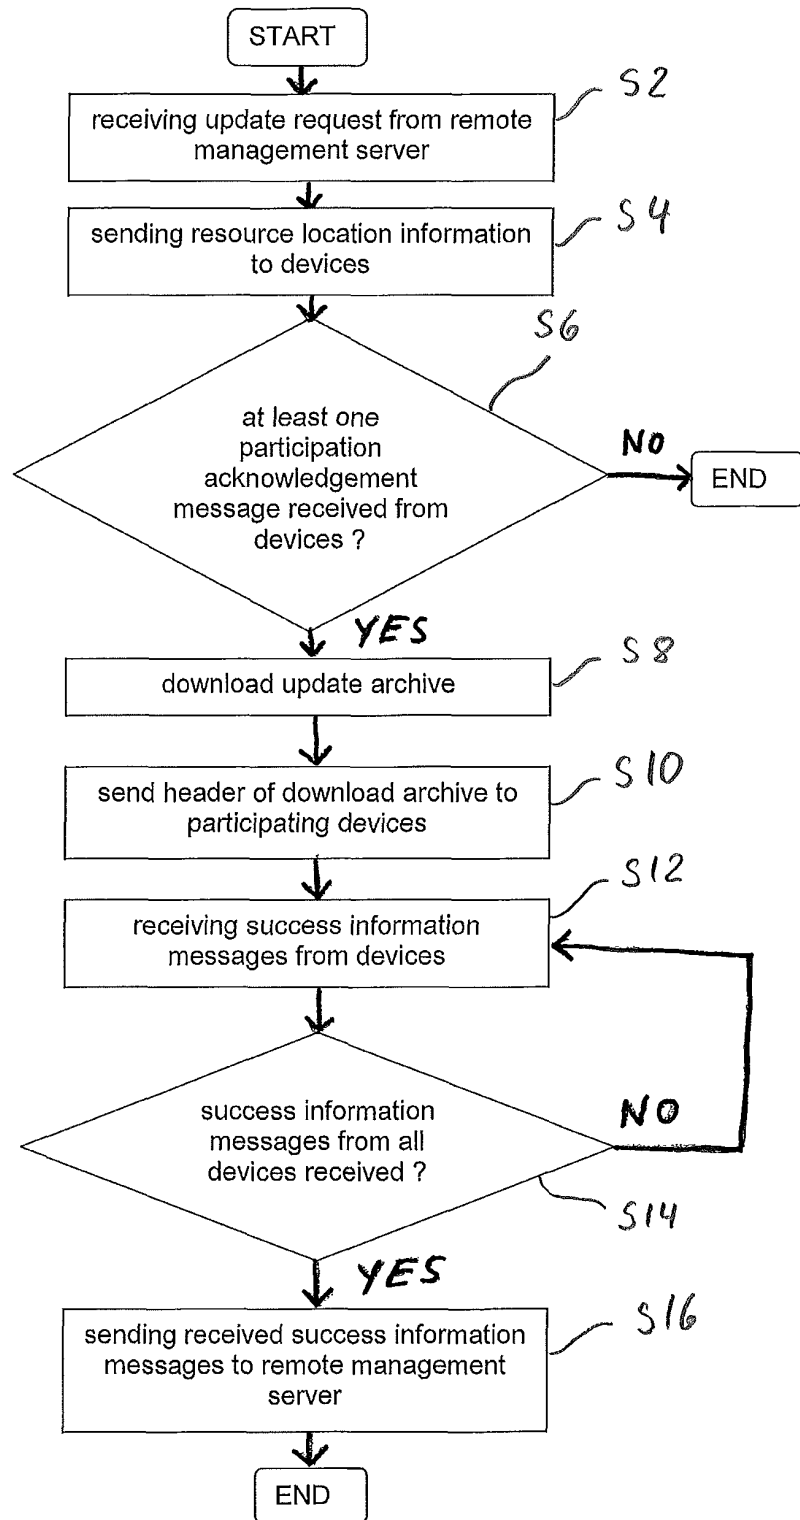 START
S2
receiving update request from remote
management server
S4
sending resource location information
to devices
S6
at least one
participation
acknowledgement
message received from
devices ?
NO
END
YES
S8
download update archive
S10
send header of download archive to
participating devices
S12
receiving success information
messages from devices
success information
messages from all
devices received ?
NO
S14
YES
S16
sending received success information
messages to remote management
server
END